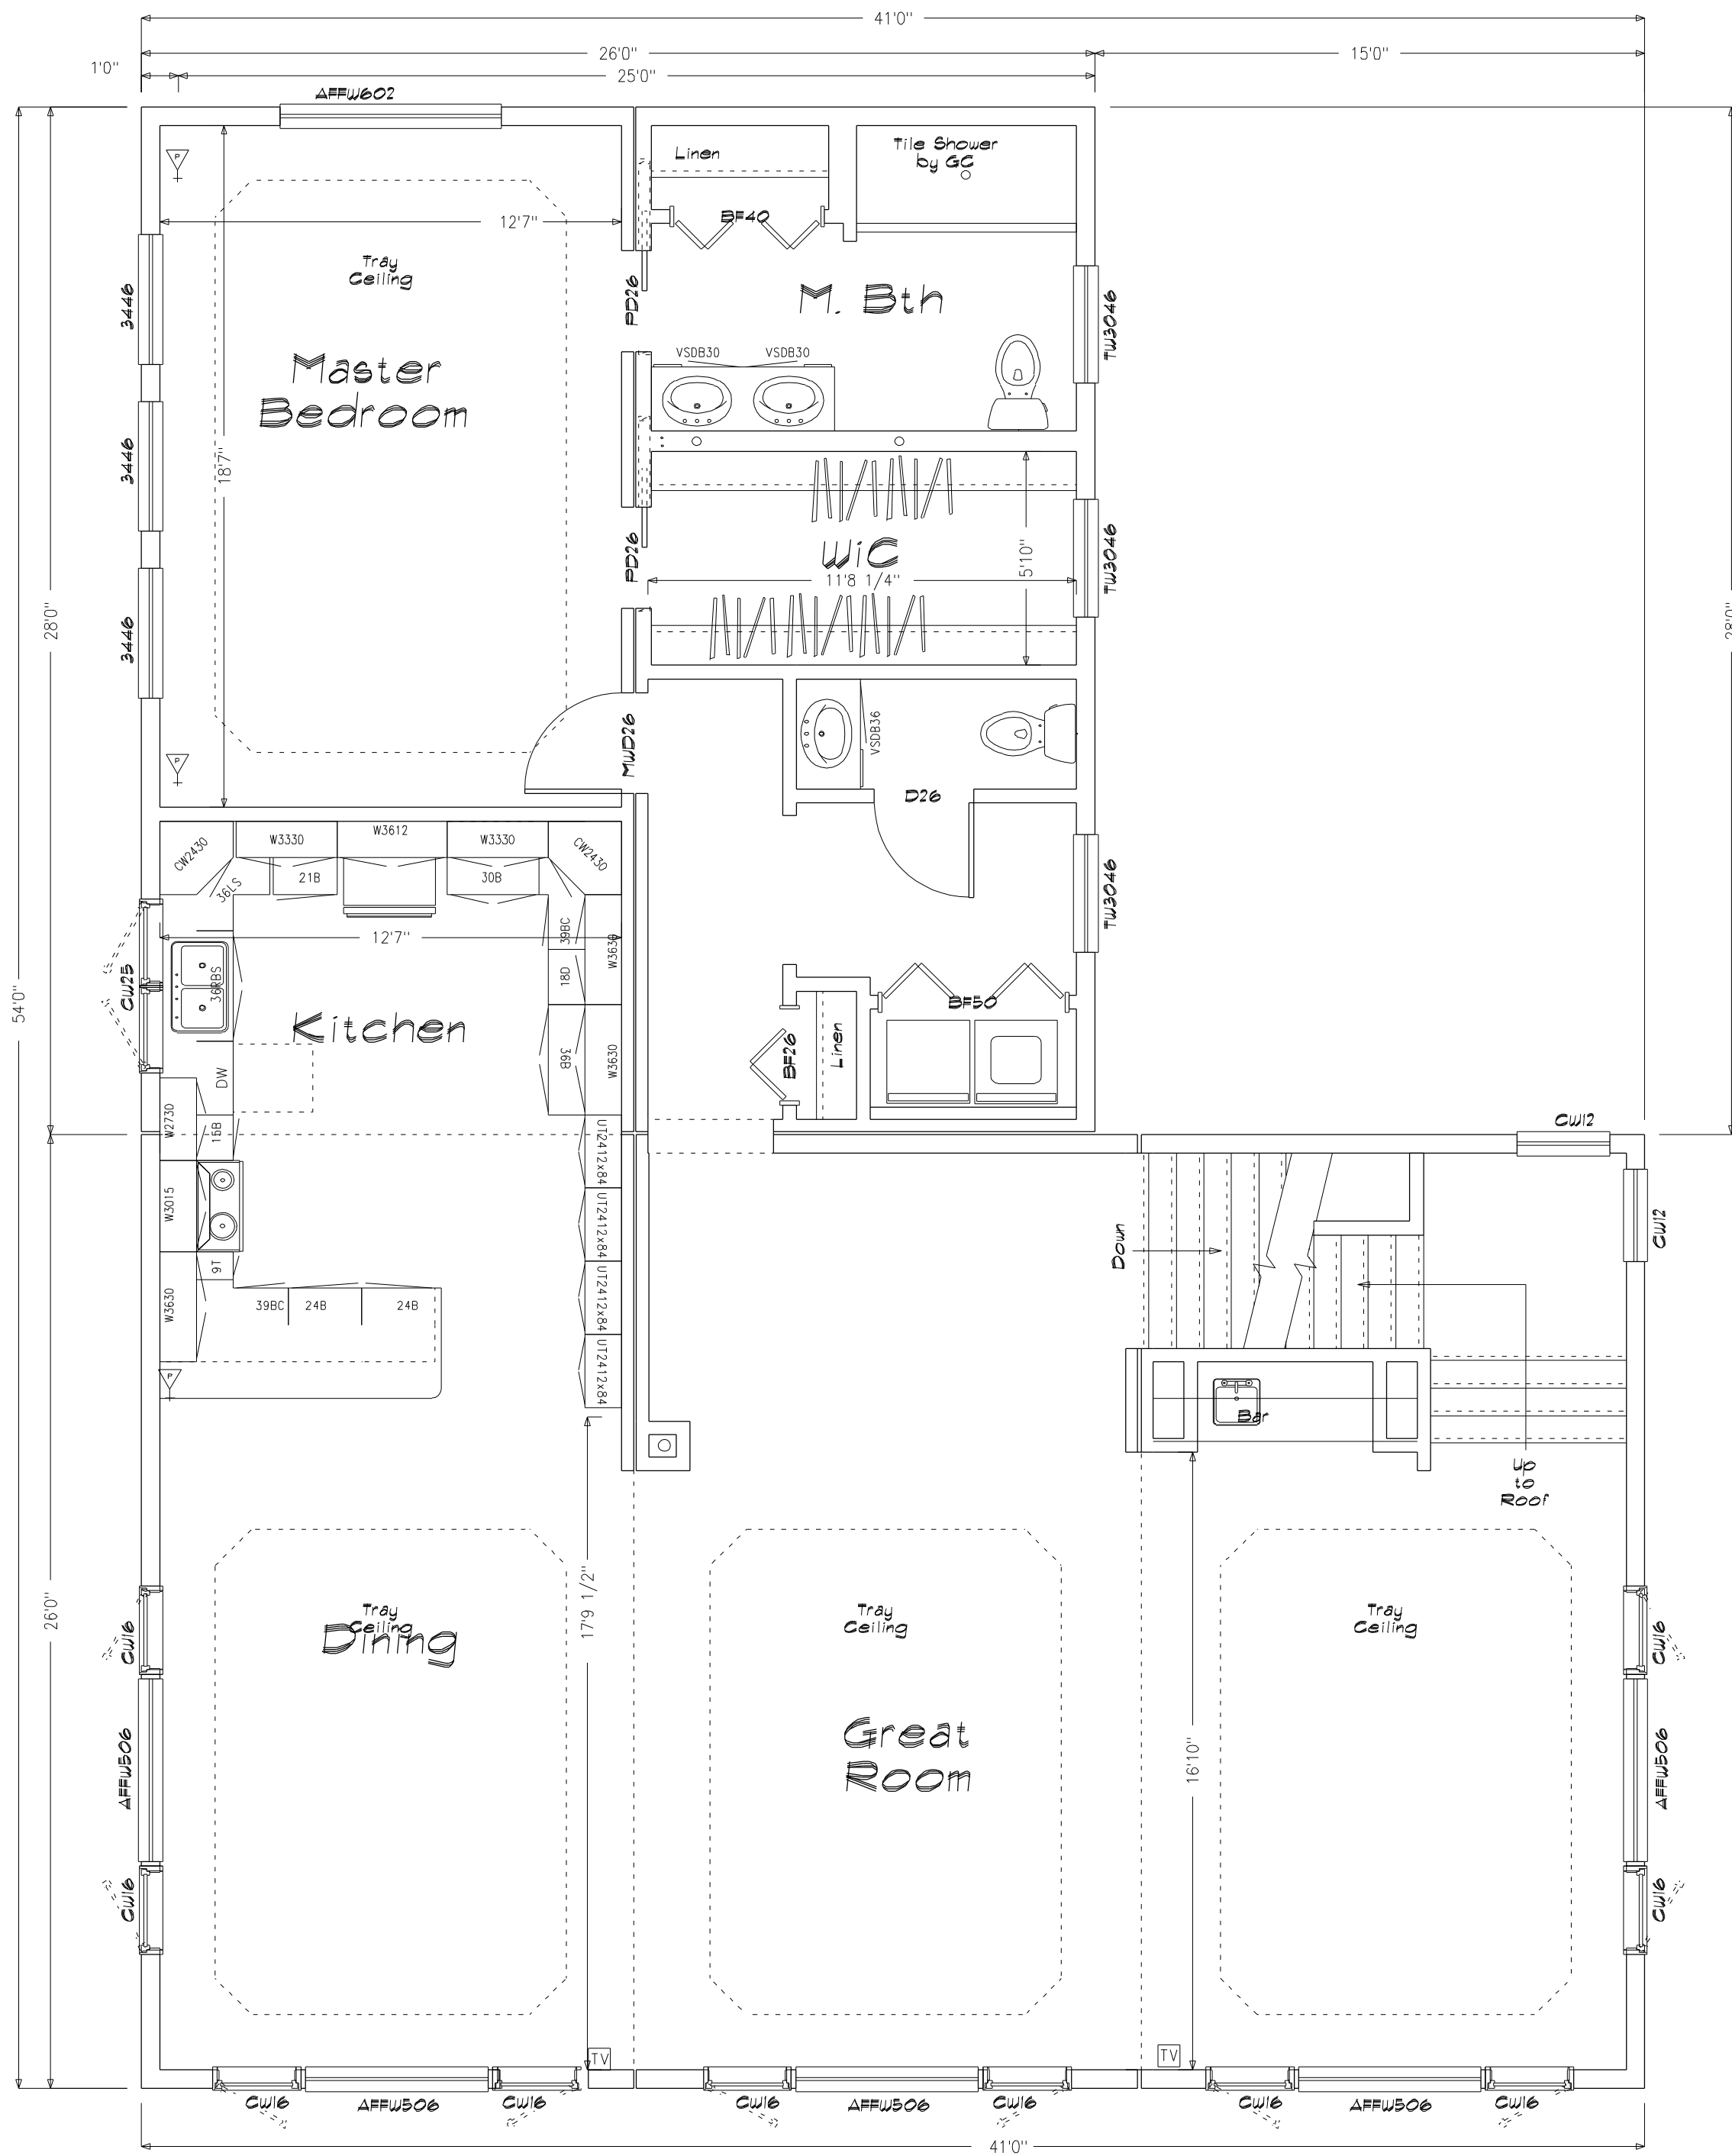 41'0"
26'0"
15'0"
1'0"
25'0"
AFFW602
P
Linen
Tile Shower
by GC
BF40
12'7"
Tray
Ceiling
3446
PD26
M. Bth
TW3046
Master
Bedroom
VSDB30
VSDB30
3446
18'7"
PD26
WiC
11'8 1/4"
5'10"
TW3046
28'0"
28'0"
3446
MWD26
VSDB36
P
D26
CW2430
W3330
W3612
W3330
CW2430
36LS
21B
30B
TW3046
12'7"
39BC
W3630
CW25
36RBS
18D
54'0"
Kitchen
BF50
DW
36B
W3630
BF26
Linen
W2730
15B
UT2412x84
CW12
W3015
UT2412x84
Down
CW12
9T
W3630
39BC
24B
24B
UT2412x84
UT2412x84
P
Bar
Up
to
Roof
26'0"
17'9 1/2"
Tray
Ceiling
Dining
Tray
Ceiling
Tray
Ceiling
CW16
CW16
AFFW506
Great
Room
16'10"
AFFW506
CW16
CW16
TV
TV
CW16
AFFW506
CW16
CW16
AFFW506
CW16
CW16
AFFW506
CW16
41'0"